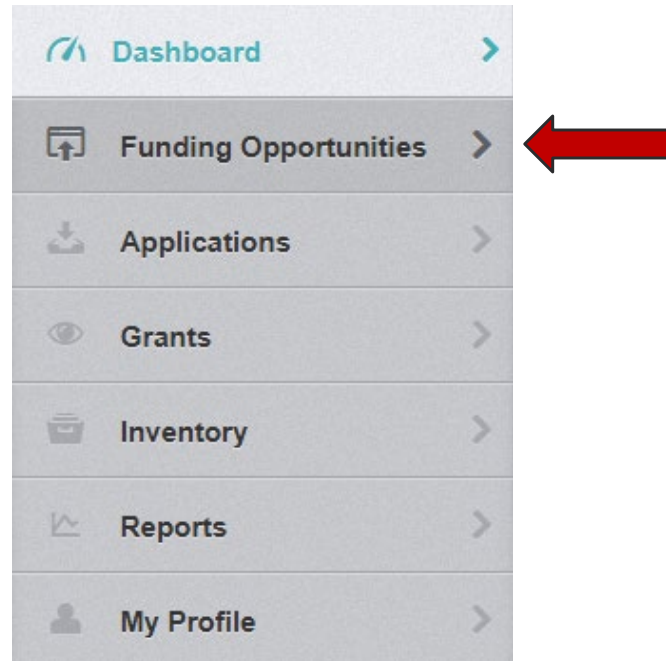 Dashboard
Funding Opportunities
Applications
Grants
Inventory
Reports
My Profile